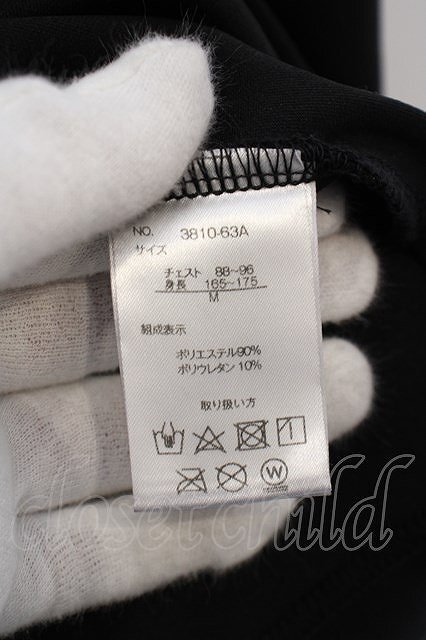 NO. 3810-63A
サイズ
チェスト 88~96
身長 165~175
M
組成表示
ポリエステル90%
ポリウレタン 10%
取り扱い方
W
closet child